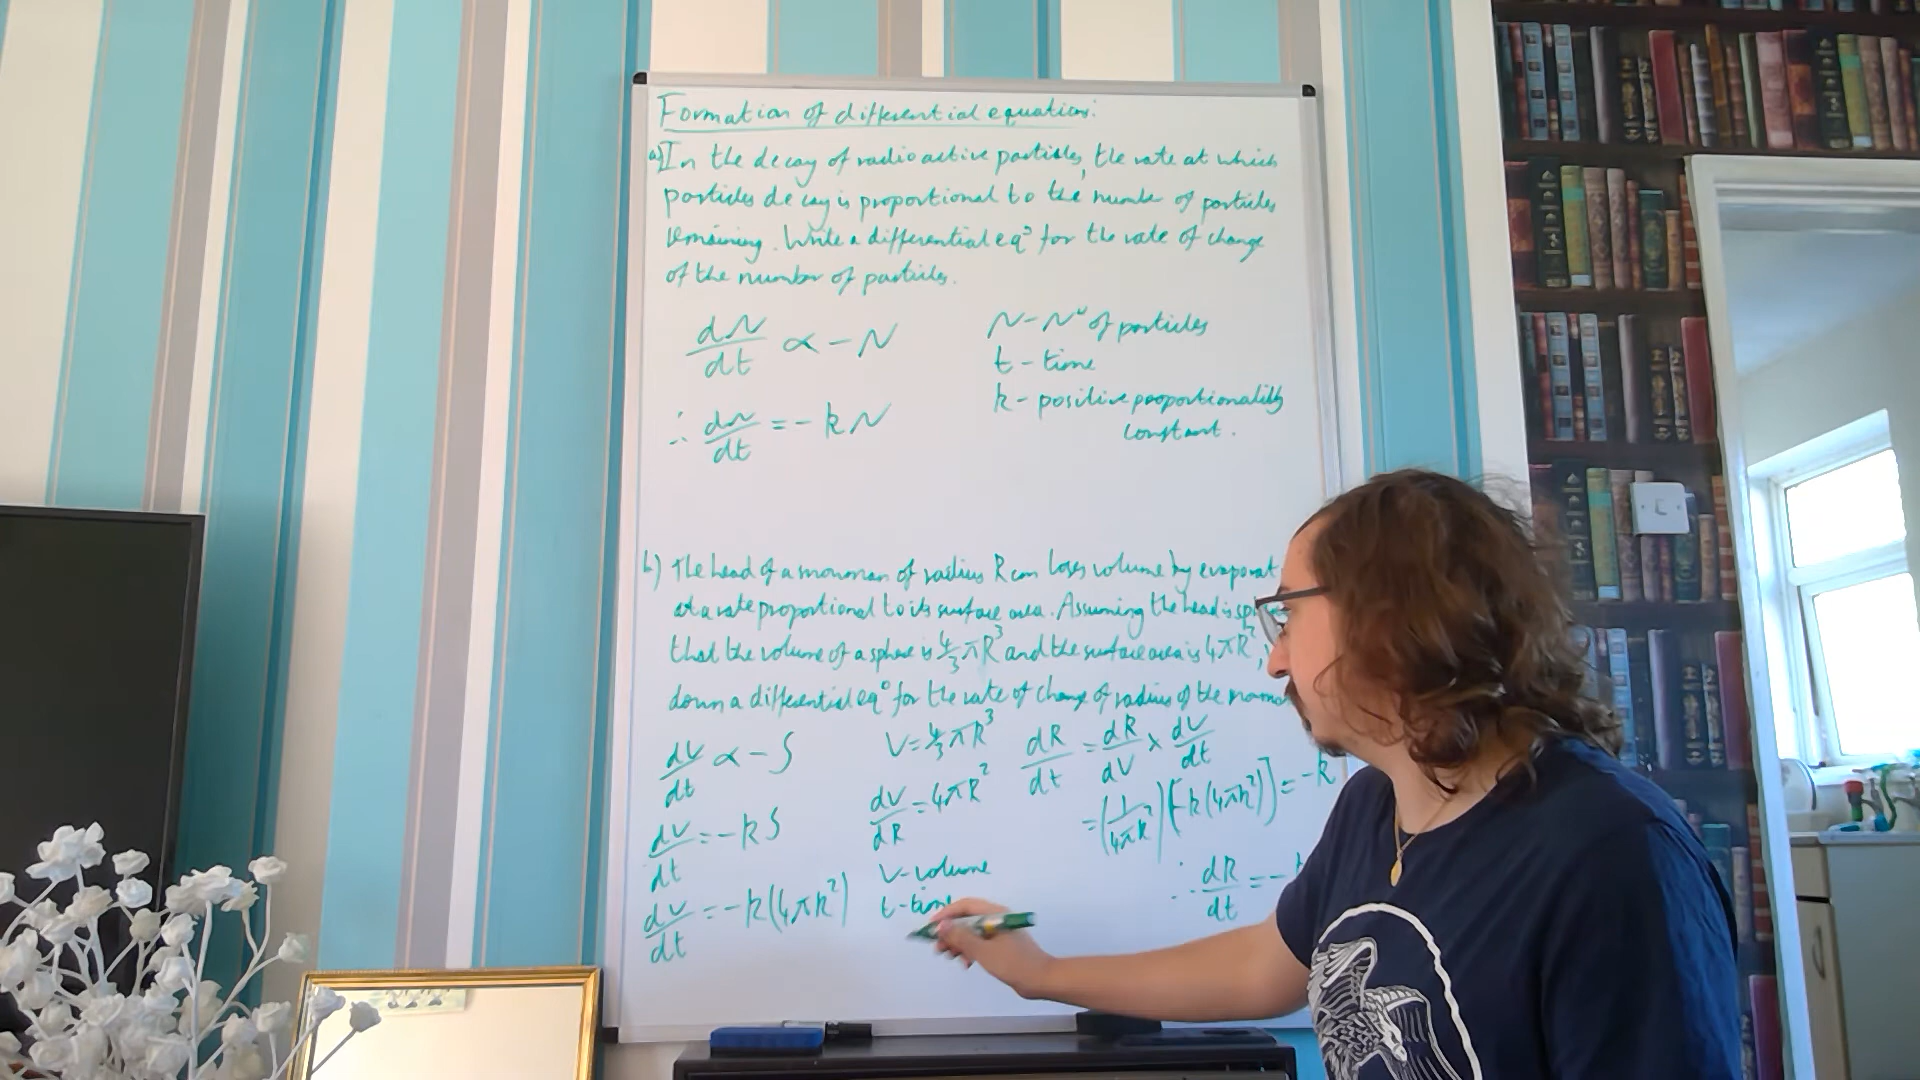 Formation of differential equations:
a) In the decay of radioactive particles, the rate at which
particles decay is proportional to the number of particles
remaining. Write a differential eqⁿ for the rate of change
of the number of particles.
dN/dt ∝ -N
N - Nº of particles
t - time
k - positive proportionality
constant.
∴ dN/dt = -kN
b) The head of a snowman of radius R cm loses volume by evaporat
at a rate proportional to its surface area. Assuming the head is sp
that the volume of a sphere is 4/3 πR³ and the surface area is 4πR²,
down a differential eqⁿ for the rate of change of radius of the
dV/dt ∝ -S
dV/dt = -kS
dV/dt = -k(4πR²)
V = 4/3 πR³
dV/dR = 4πR²
V - volume
t - time
dR/dt = dR/dV × dV/dt
= (1/4πR²)[-k(4πR²)] = -k
∴ dR/dt = -